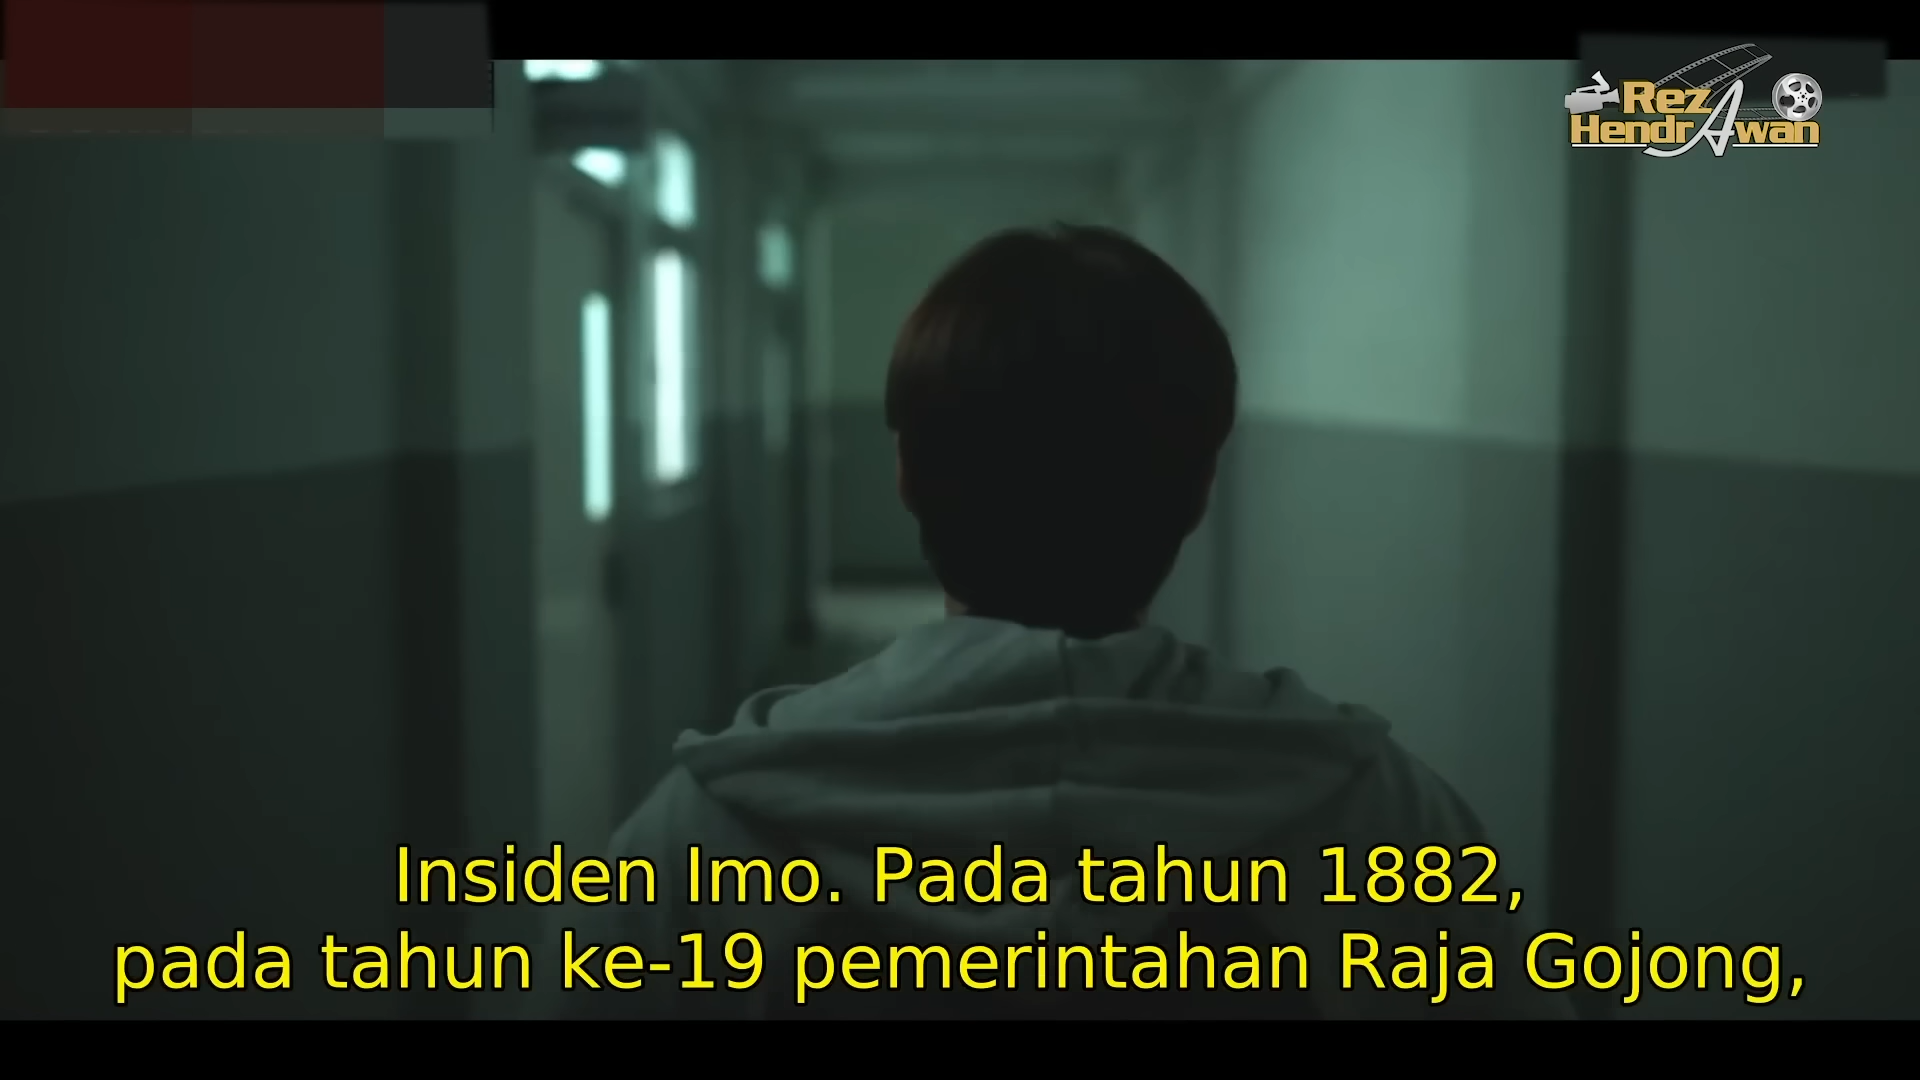 Rez
HendrAwan
Insiden Imo. Pada tahun 1882,
pada tahun ke-19 pemerintahan Raja Gojong,